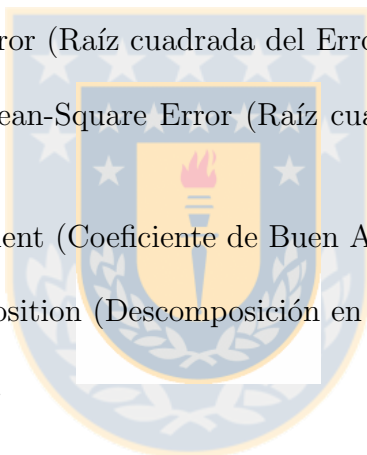 ror (Raíz cuadrada del Erro
ean-Square Error (Raíz cua
ent (Coeficiente de Buen A
osition (Descomposición en